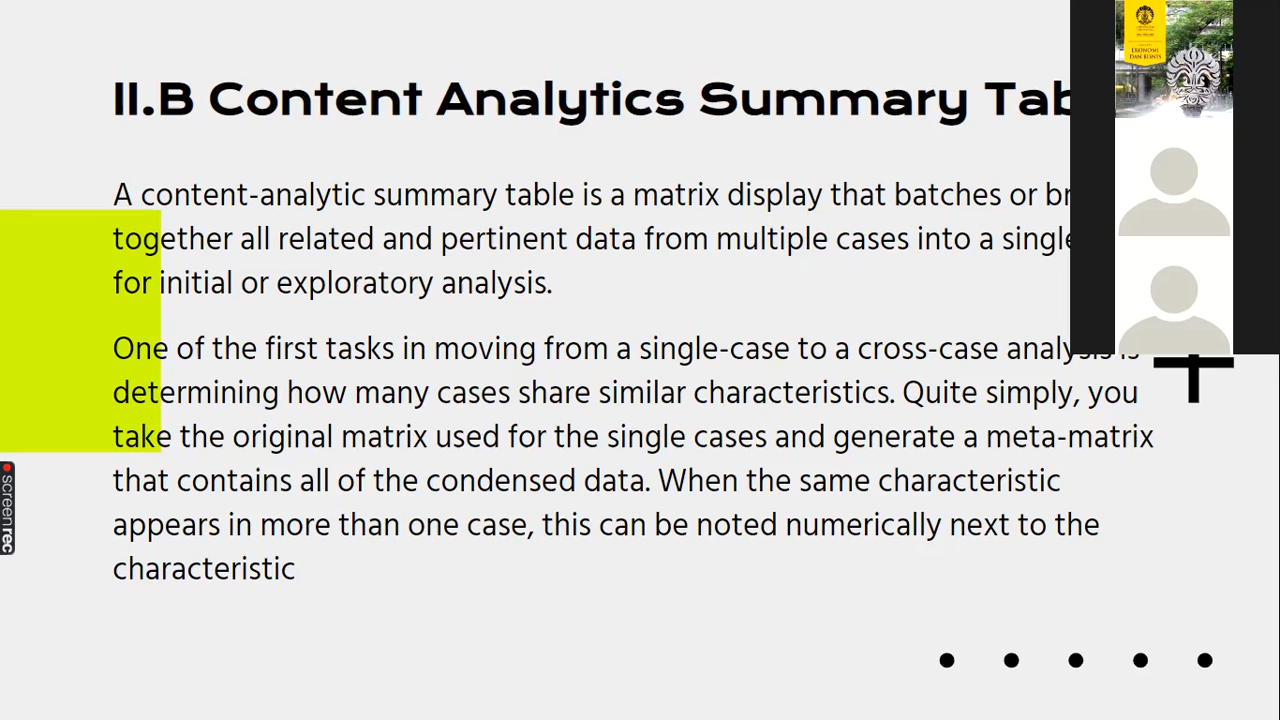 II.B Content Analytics Summary
A content-analytic summary table is a matrix display that batches or
together all related and pertinent data from multiple cases into a single
for initial or exploratory analysis.
One of the first tasks in moving from a single-case to a cross-case analysis is
determining how many cases share similar characteristics. Quite simply, you
take the original matrix used for the single cases and generate a meta-matrix
that contains all of the condensed data. When the same characteristic
appears in more than one case, this can be noted numerically next to the
characteristic
EKONOMI
DAN BISNIS
screenrec